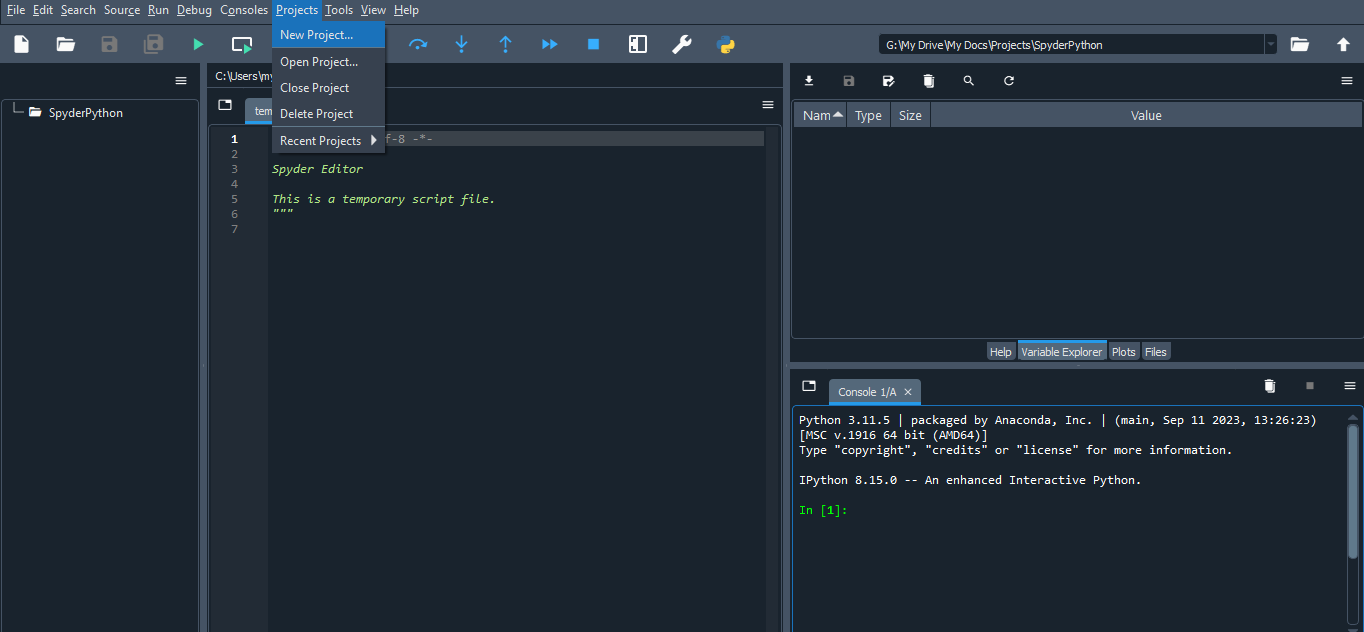 File Edit Search Source Run Debug Consoles Projects Tools View Help
New Project...
Open Project...
Close Project
Delete Project
Recent Projects
G:\My Drive\My Docs\Projects\SpyderPython
SpyderPython
C:\Users\my
tem
1 f-8 -*-
2
3 Spyder Editor
4
5 This is a temporary script file.
6 """
7
Nam Type Size Value
Help Variable Explorer Plots Files
Console 1/A
Python 3.11.5 | packaged by Anaconda, Inc. | (main, Sep 11 2023, 13:26:23)
[MSC v.1916 64 bit (AMD64)]
Type "copyright", "credits" or "license" for more information.
IPython 8.15.0 -- An enhanced Interactive Python.
In [1]: